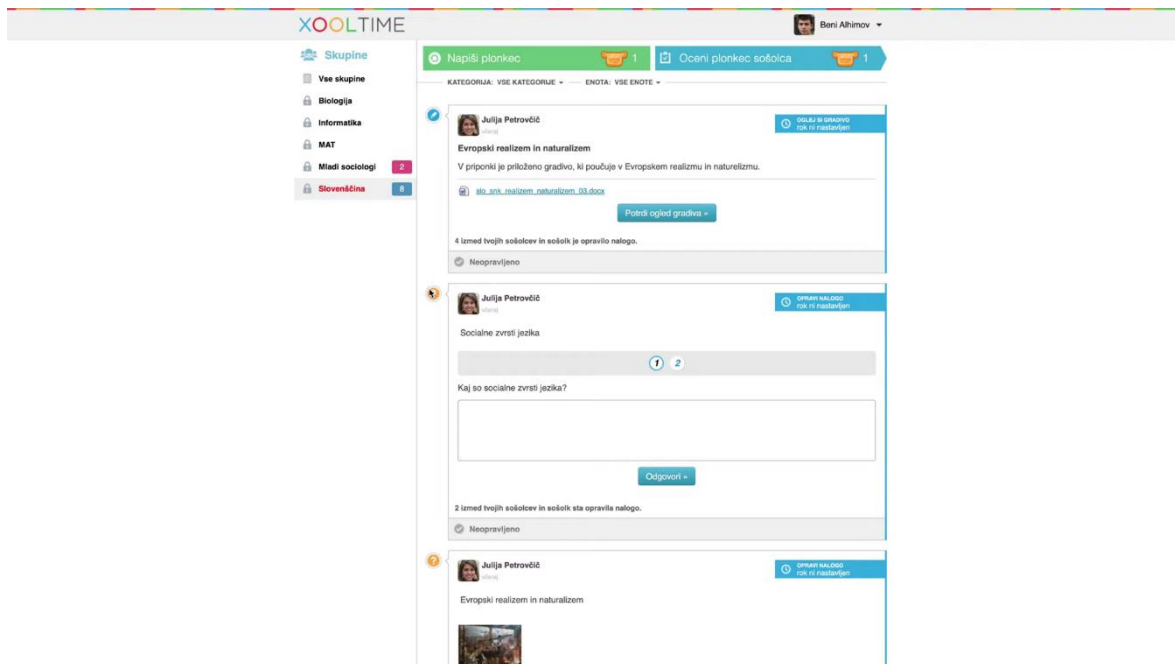 XOOLTIME
Beni Alhimov
Skupine
Vse skupine
Biologija
Informatika
MAT
Mladi sociologi 2
Slovenščina 8
Napiši plonkec 1
Oceni plonkec sošolca 1
KATEGORIJA: VSE KATEGORIJE ENOTA: VSE ENOTE
Julija Petrovčič
včeraj
OGLEJ SI GRADIVO
rok ni nastavljen
Evropski realizem in naturalizem
V priponki je priloženo gradivo, ki poučuje v Evropskem realizmu in naturelizmu.
slo_snk_realizem_naturalizem_03.docx
Potrdi ogled gradiva »
4 izmed tvojih sošolcev in sošolk je opravilo nalogo.
Neopravljeno
Julija Petrovčič
včeraj
OPRAVI NALOGO
rok ni nastavljen
Socialne zvrsti jezika
1 2
Kaj so socialne zvrsti jezika?
Odgovori »
2 izmed tvojih sošolcev in sošolk sta opravila nalogo.
Neopravljeno
?
Julija Petrovčič
včeraj
OPRAVI NALOGO
rok ni nastavljen
Evropski realizem in naturalizem